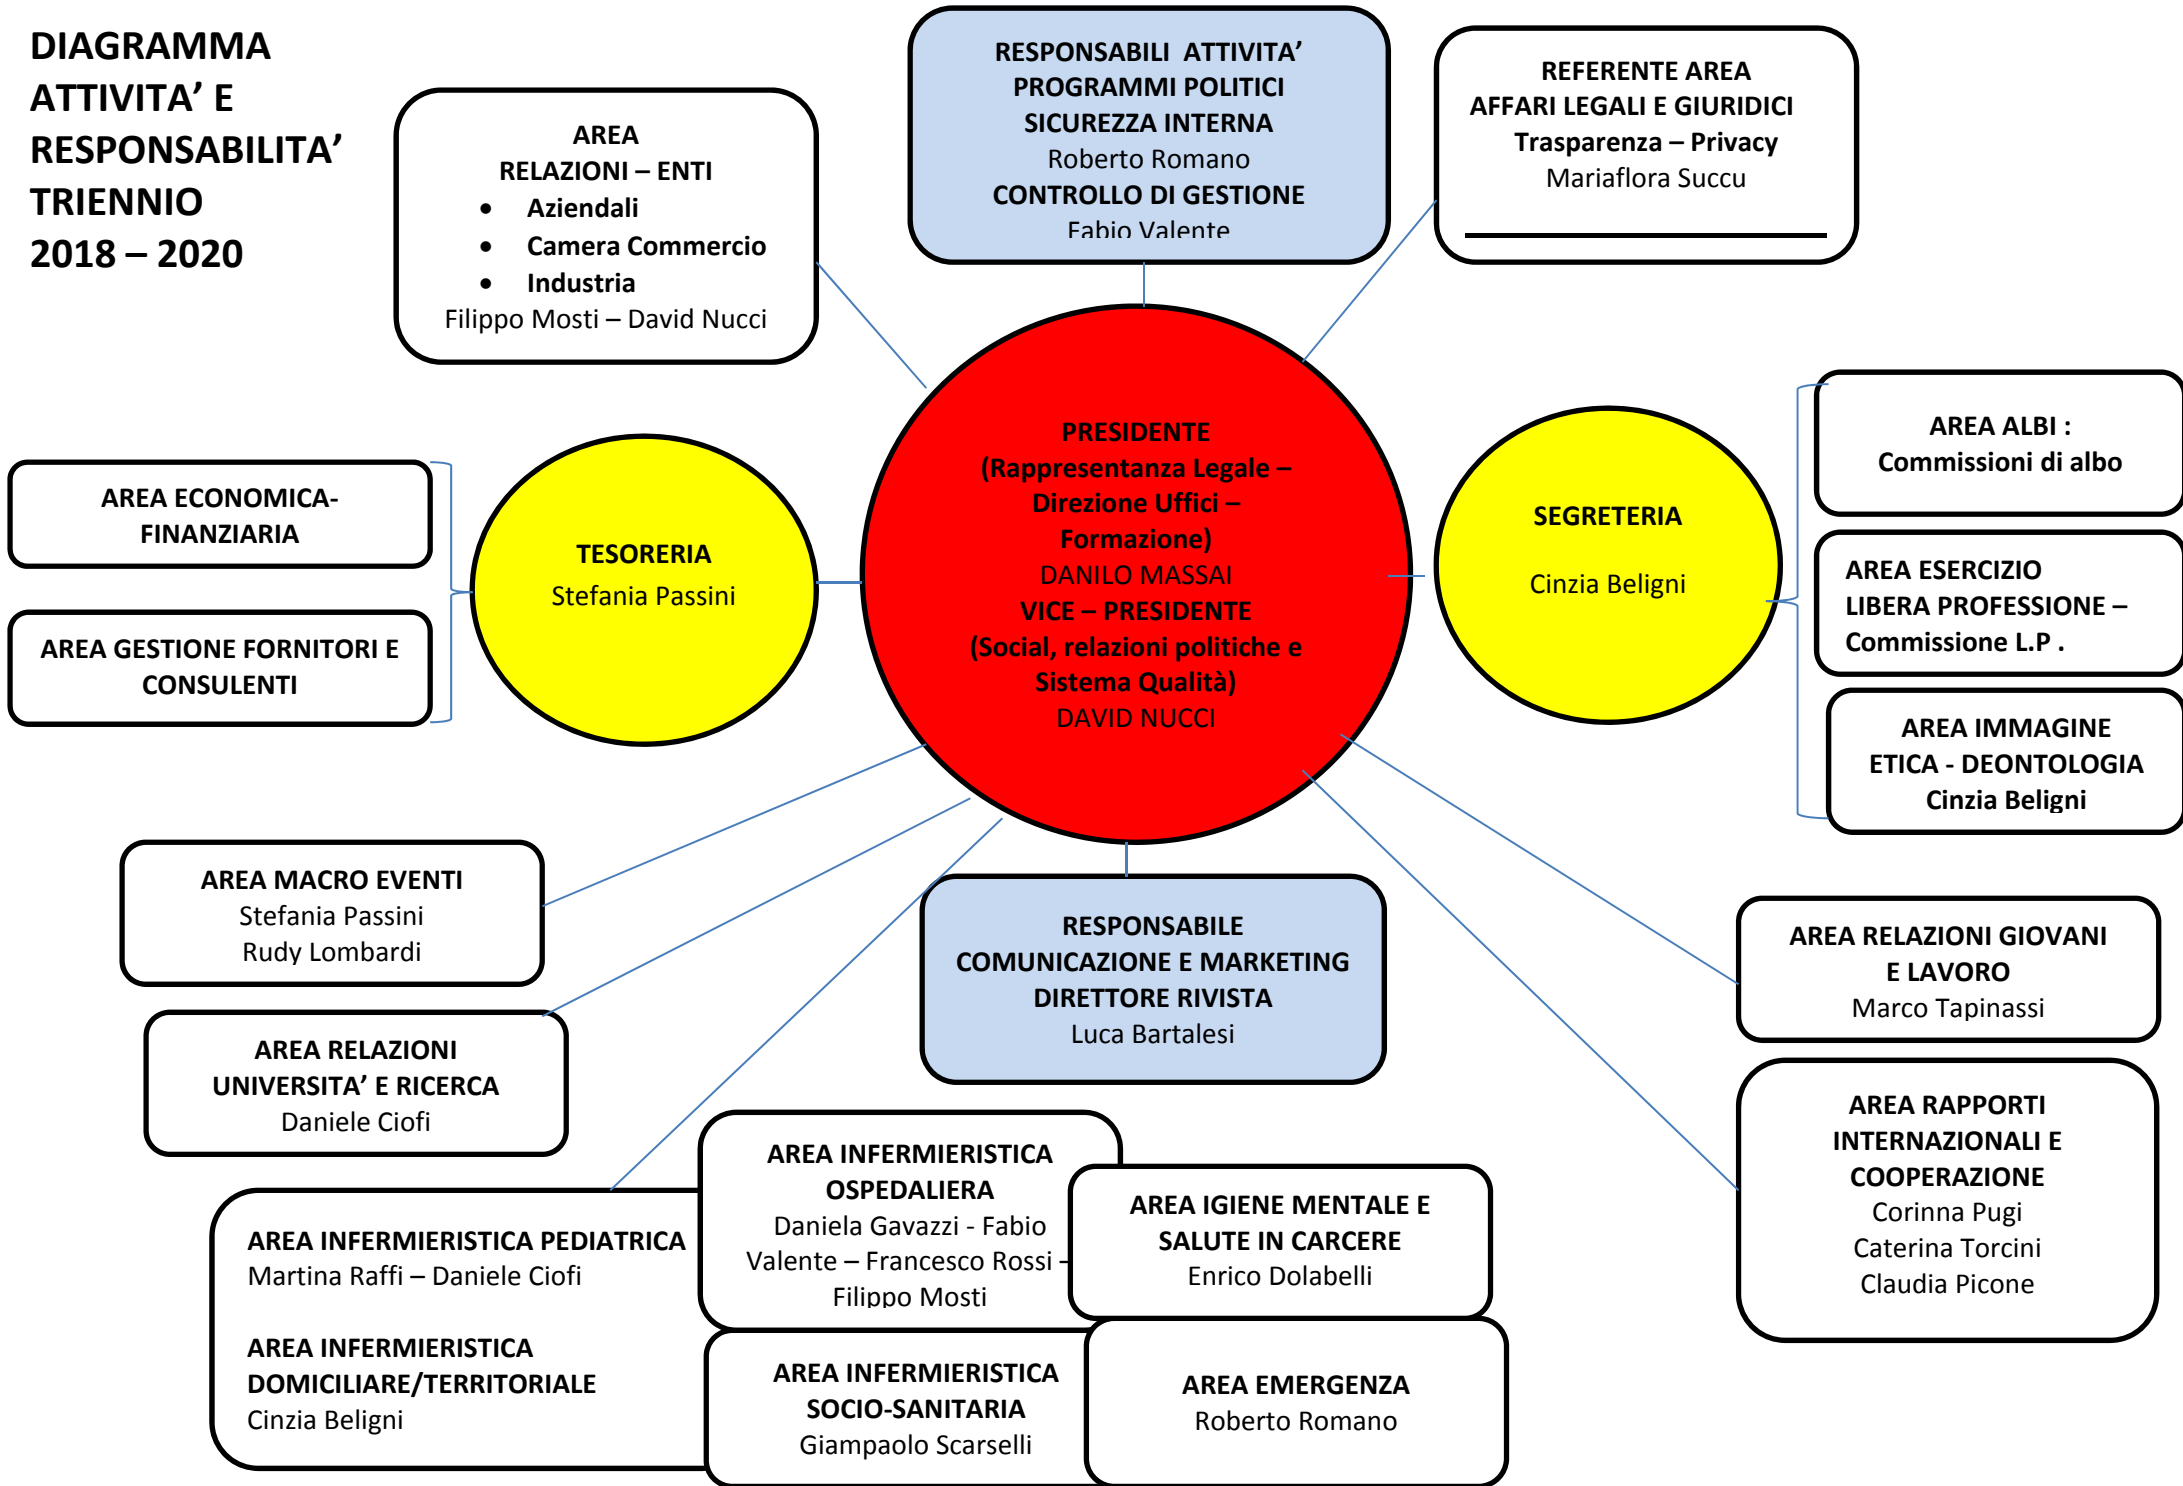 DIAGRAMMA
ATTIVITA’ E
RESPONSABILITA’
TRIENNIO
2018 – 2020
AREA
RELAZIONI – ENTI
• Aziendali
• Camera Commercio
• Industria
Filippo Mosti – David Nucci
RESPONSABILI ATTIVITA’
PROGRAMMI POLITICI
SICUREZZA INTERNA
Roberto Romano
CONTROLLO DI GESTIONE
Fabio Valente
REFERENTE AREA
AFFARI LEGALI E GIURIDICI
Trasparenza – Privacy
Mariaflora Succu
AREA ECONOMICA-
FINANZIARIA
AREA GESTIONE FORNITORI E
CONSULENTI
TESORERIA
Stefania Passini
PRESIDENTE
(Rappresentanza Legale –
Direzione Uffici –
Formazione)
DANILO MASSAI
VICE – PRESIDENTE
(Social, relazioni politiche e
Sistema Qualità)
DAVID NUCCI
SEGRETERIA
Cinzia Beligni
AREA ALBI :
Commissioni di albo
AREA ESERCIZIO
LIBERA PROFESSIONE –
Commissione L.P .
AREA IMMAGINE
ETICA - DEONTOLOGIA
Cinzia Beligni
AREA MACRO EVENTI
Stefania Passini
Rudy Lombardi
AREA RELAZIONI
UNIVERSITA’ E RICERCA
Daniele Ciofi
RESPONSABILE
COMUNICAZIONE E MARKETING
DIRETTORE RIVISTA
Luca Bartalesi
AREA RELAZIONI GIOVANI
E LAVORO
Marco Tapinassi
AREA RAPPORTI
INTERNAZIONALI E
COOPERAZIONE
Corinna Pugi
Caterina Torcini
Claudia Picone
AREA INFERMIERISTICA PEDIATRICA
Martina Raffi – Daniele Ciofi
AREA INFERMIERISTICA
DOMICILIARE/TERRITORIALE
Cinzia Beligni
AREA INFERMIERISTICA
OSPEDALIERA
Daniela Gavazzi - Fabio
Valente – Francesco Rossi –
Filippo Mosti
AREA INFERMIERISTICA
SOCIO-SANITARIA
Giampaolo Scarselli
AREA IGIENE MENTALE E
SALUTE IN CARCERE
Enrico Dolabelli
AREA EMERGENZA
Roberto Romano